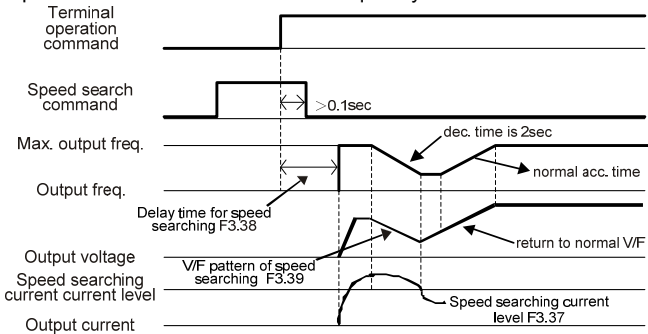 Terminal
operation
command
Speed search
command
>0.1sec
Max. output freq.
dec. time is 2sec
normal acc. time
Output freq.
Delay time for speed
searching F3.38
Output voltage
V/F pattern of speed
searching F3.39
return to normal V/F
Speed searching
current current level
Speed searching current
level F3.37
Output current